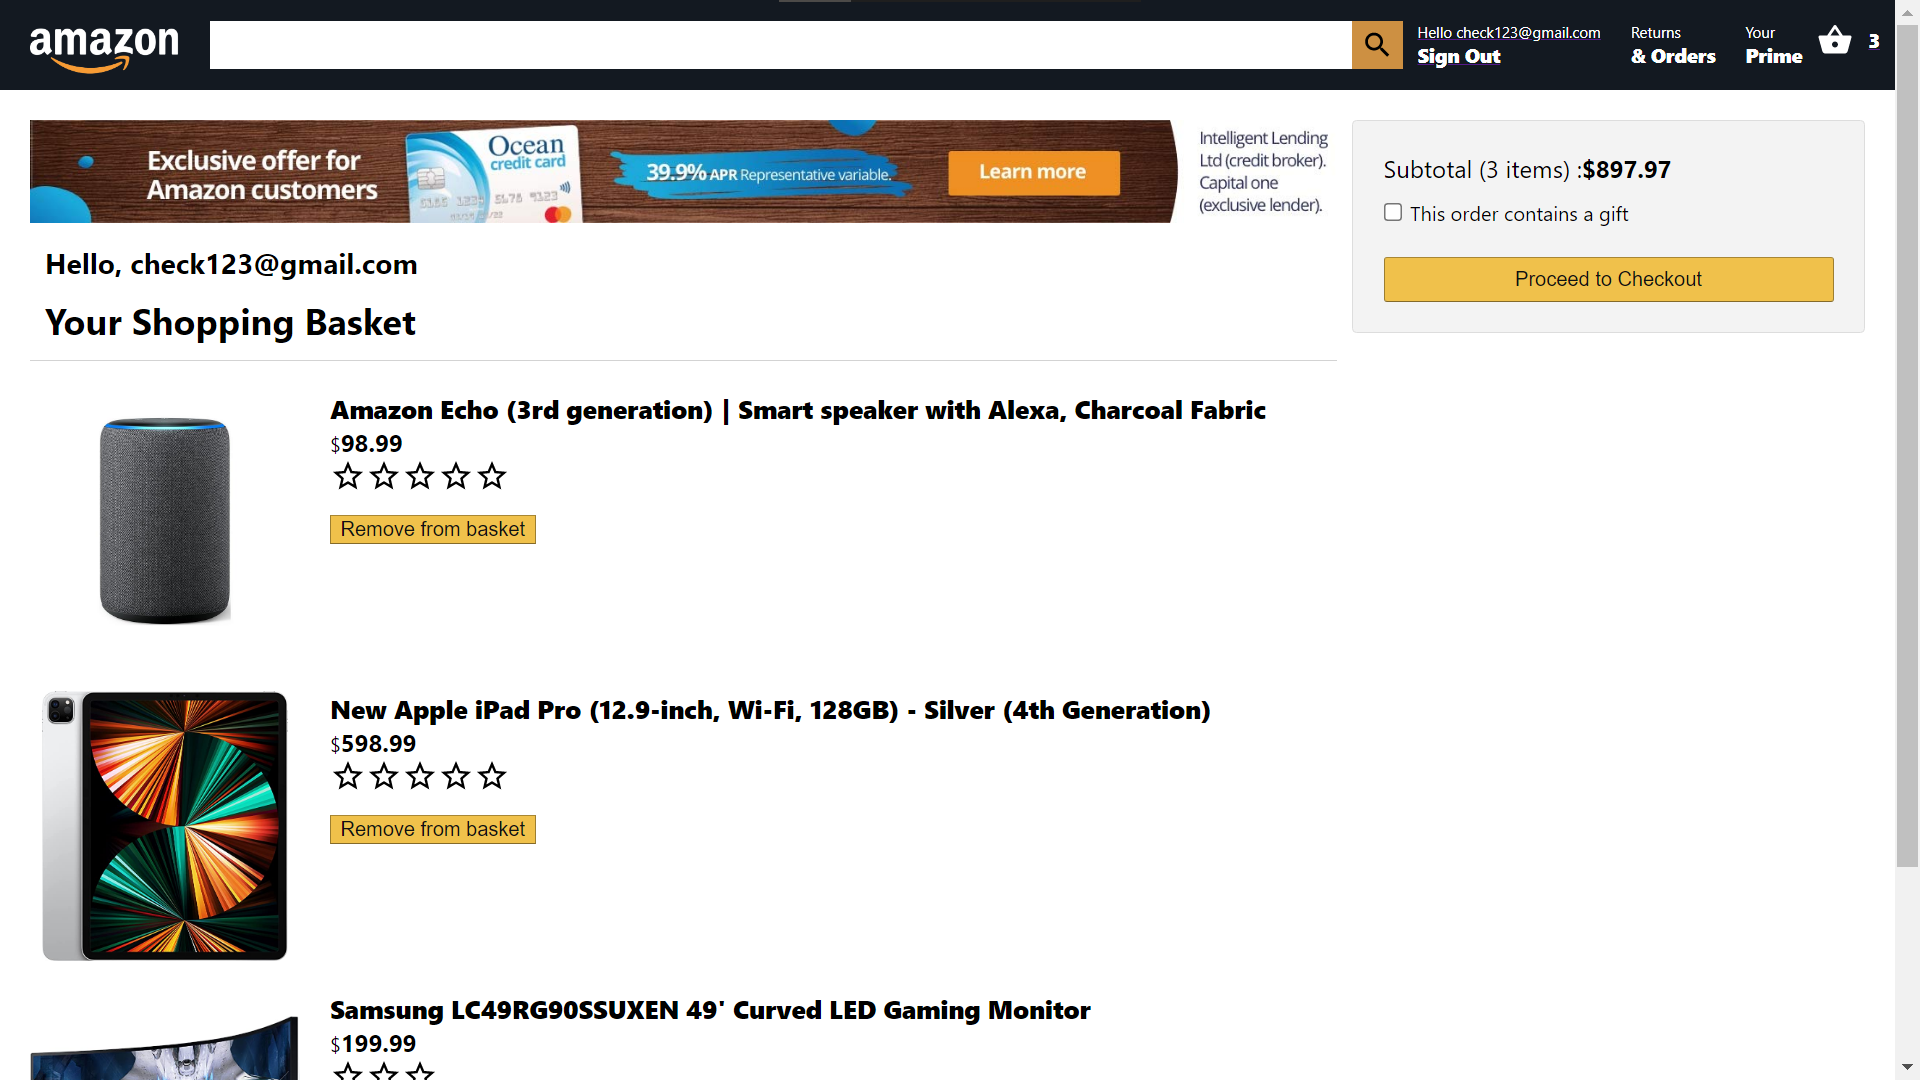 amazon
Hello check123@gmail.com
Sign Out
Returns
& Orders
Your
Prime
3
Exclusive offer for
Amazon customers
Ocean
credit card
39.9% APR Representative variable.
Learn more
Intelligent Lending
Ltd (credit broker).
Capital one
(exclusive lender).
Subtotal (3 items) :$897.97
This order contains a gift
Proceed to Checkout
Hello, check123@gmail.com
Your Shopping Basket
Amazon Echo (3rd generation) | Smart speaker with Alexa, Charcoal Fabric
$98.99
Remove from basket
New Apple iPad Pro (12.9-inch, Wi-Fi, 128GB) - Silver (4th Generation)
$598.99
Remove from basket
Samsung LC49RG90SSUXEN 49' Curved LED Gaming Monitor
$199.99